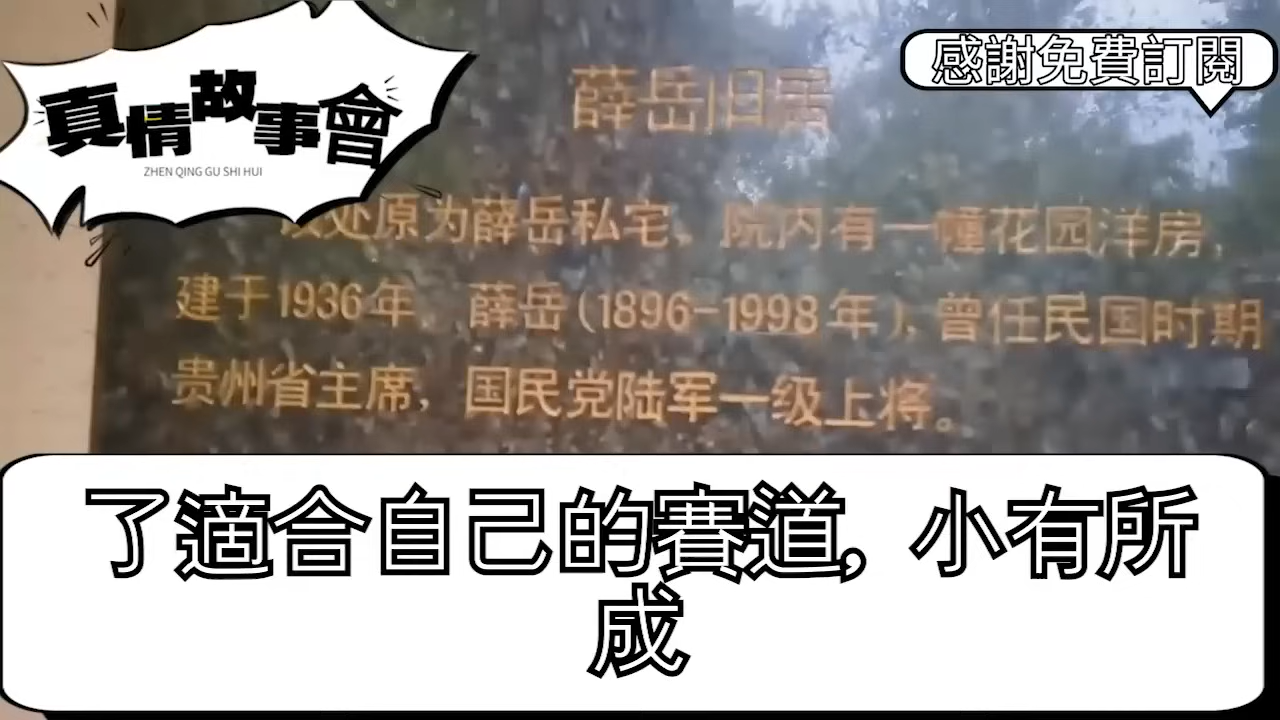 真情故事會
ZHEN QING GU SHI HUI
感謝免費訂閱
薛岳旧居
该处原为薛岳私宅、院内有一幢花园洋房，
建于1936年　薛岳(1896-1998年)，曾任民国时期
贵州省主席，国民党陆军一级上将。
了適合自己的賽道，小有所
成